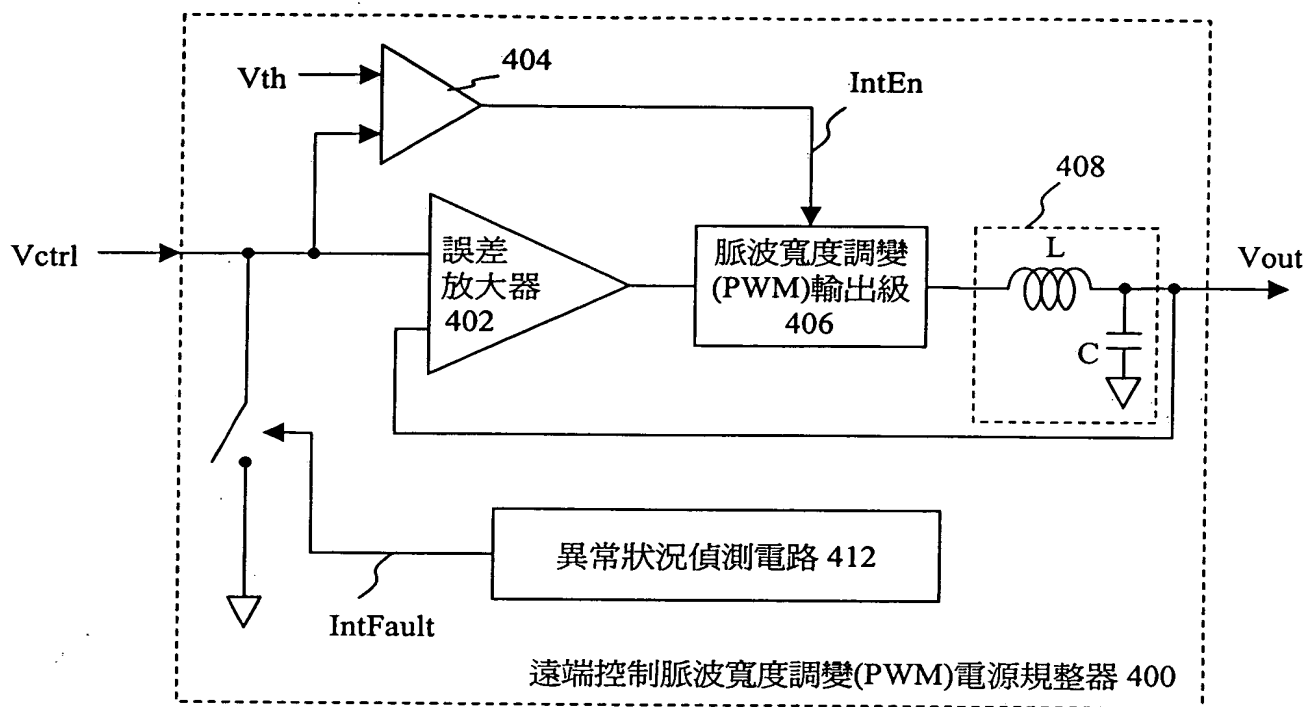 404
Vth
IntEn
408
Vctrl
誤差
放大器
402
脈波寬度調變
(PWM)輸出級
406
L
C
Vout
異常狀況偵測電路 412
IntFault
遠端控制脈波寬度調變(PWM)電源規整器 400